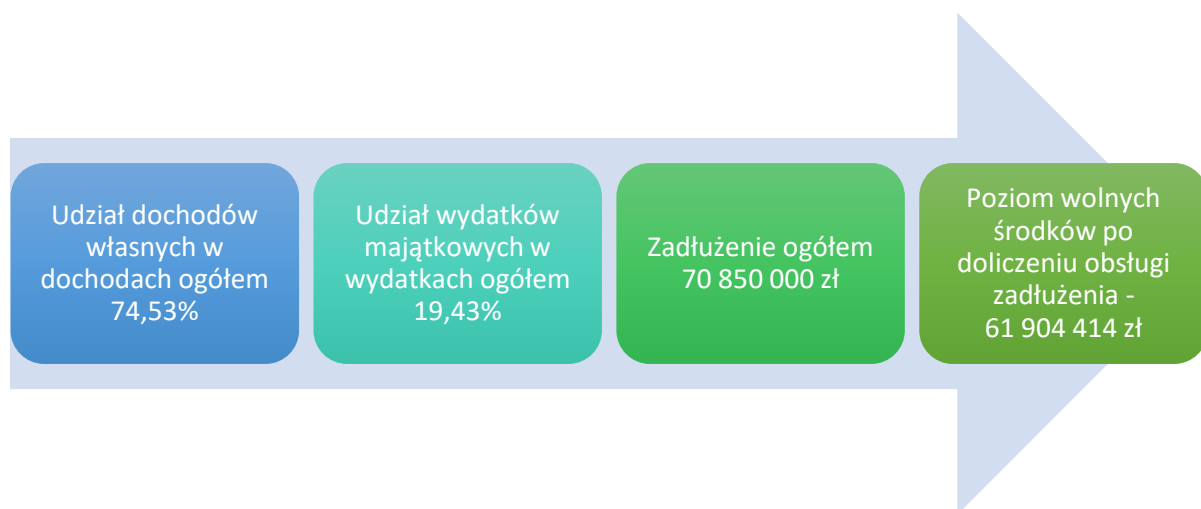 Udział dochodów
własnych w
dochodach ogółem
74,53%
Udział wydatków
majątkowych w
wydatkach ogółem
19,43%
Zadłużenie ogółem
70 850 000 zł
Poziom wolnych
środków po
doliczeniu obsługi
zadłużenia -
61 904 414 zł